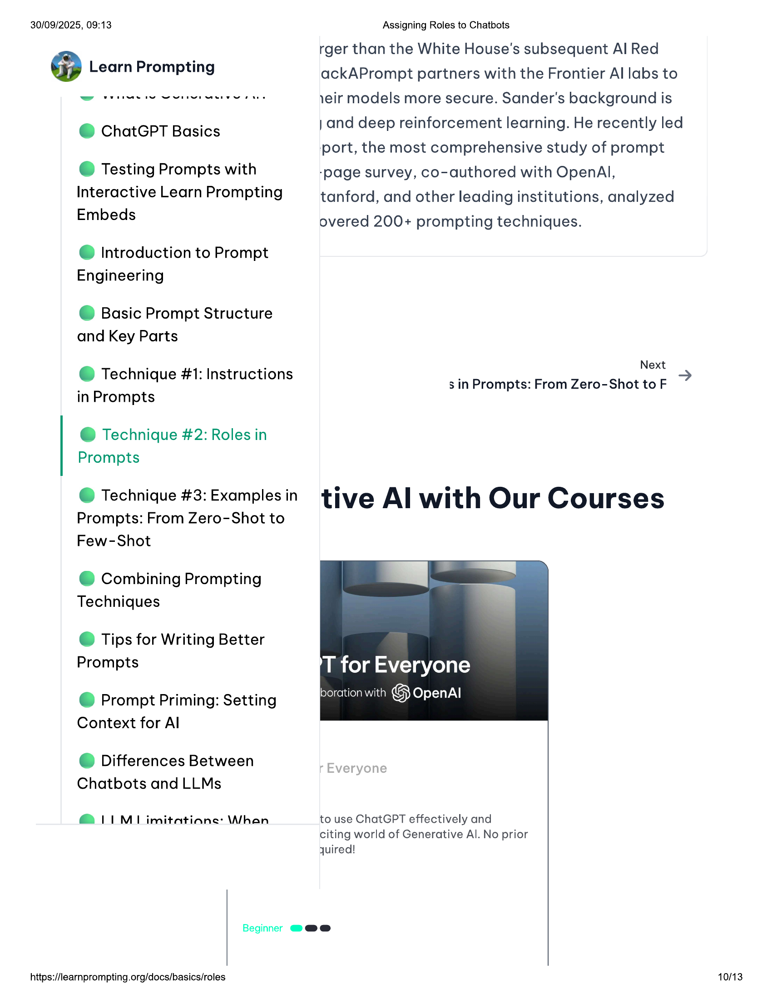 30/09/2025, 09:13
Assigning Roles to Chatbots
Learn Prompting
What is Generative AI?
ChatGPT Basics
Testing Prompts with
Interactive Learn Prompting
Embeds
Introduction to Prompt
Engineering
Basic Prompt Structure
and Key Parts
Technique #1: Instructions
in Prompts
Technique #2: Roles in
Prompts
Technique #3: Examples in
Prompts: From Zero-Shot to
Few-Shot
Combining Prompting
Techniques
Tips for Writing Better
Prompts
Prompt Priming: Setting
Context for AI
Differences Between
Chatbots and LLMs
LLM Limitations: When
rger than the White House's subsequent AI Red
ackAPrompt partners with the Frontier AI labs to
heir models more secure. Sander's background is
and deep reinforcement learning. He recently led
port, the most comprehensive study of prompt
-page survey, co-authored with OpenAI,
tanford, and other leading institutions, analyzed
overed 200+ prompting techniques.
Next
s in Prompts: From Zero-Shot to F
tive AI with Our Courses
PT for Everyone
boration with OpenAI
r Everyone
to use ChatGPT effectively and
citing world of Generative AI. No prior
quired!
Beginner
https://learnprompting.org/docs/basics/roles
10/13